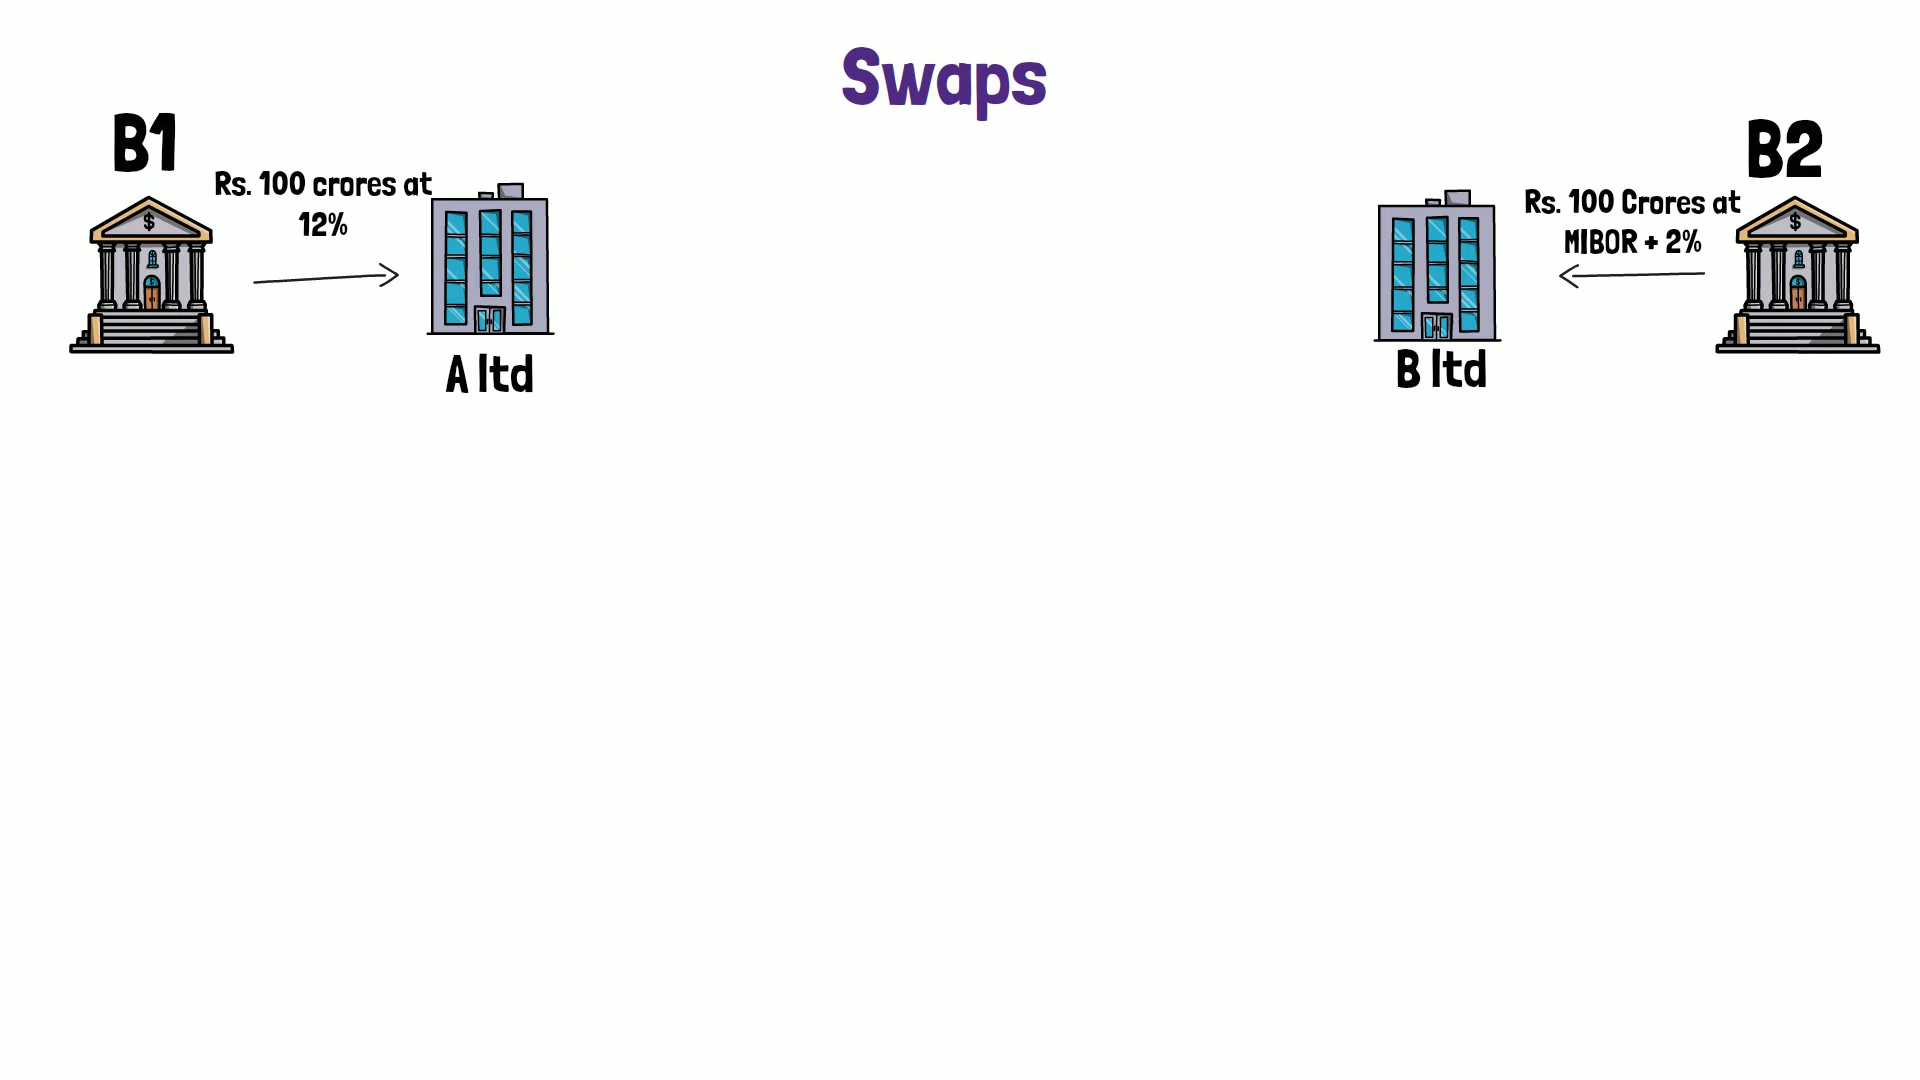 Swaps
B1
Rs. 100 crores at
12%
A ltd
B2
Rs. 100 Crores at
MIBOR + 2%
B ltd
$
$